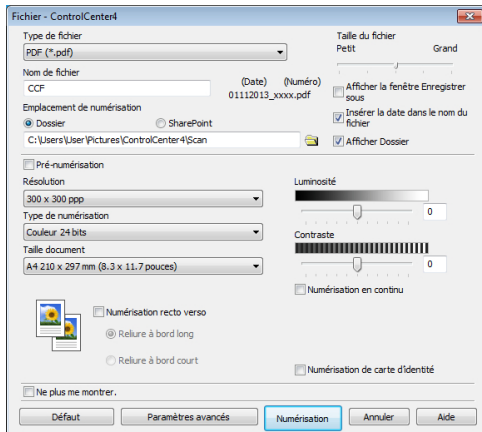 Fichier - ControlCenter4
Type de fichier
PDF (*.pdf)
Taille du fichier
Petit Grand
Nom de fichier
CCF
(Date) (Numéro)
01112013_xxxx.pdf
Afficher la fenêtre Enregistrer
sous
Emplacement de numérisation
Dossier SharePoint
Insérer la date dans le nom du
fichier
C:\Users\User\Pictures\ControlCenter4\Scan
Afficher Dossier
Pré-numérisation
Résolution
300 x 300 ppp
Type de numérisation
Couleur 24 bits
Taille document
A4 210 x 297 mm (8.3 x 11.7 pouces)
Luminosité
0
Contraste
0
Numérisation en continu
Numérisation recto verso
Reliure à bord long
Reliure à bord court
Numérisation de carte d'identité
Ne plus me montrer.
Défaut Paramètres avancés Numérisation Annuler Aide